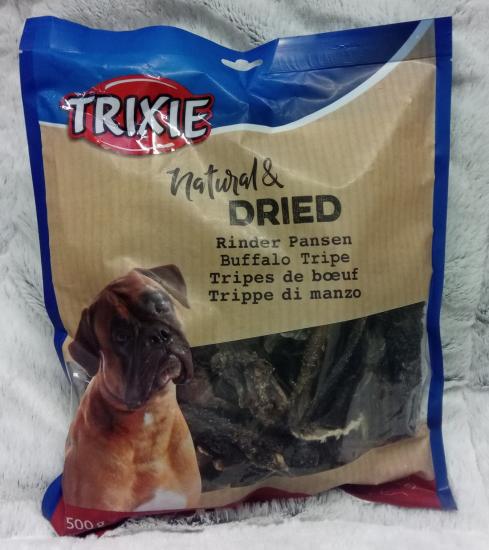 TRIXIE
Natural &
DRIED
Rinder Pansen
Buffalo Tripe
Tripes de bœuf
Trippe di manzo
500 g